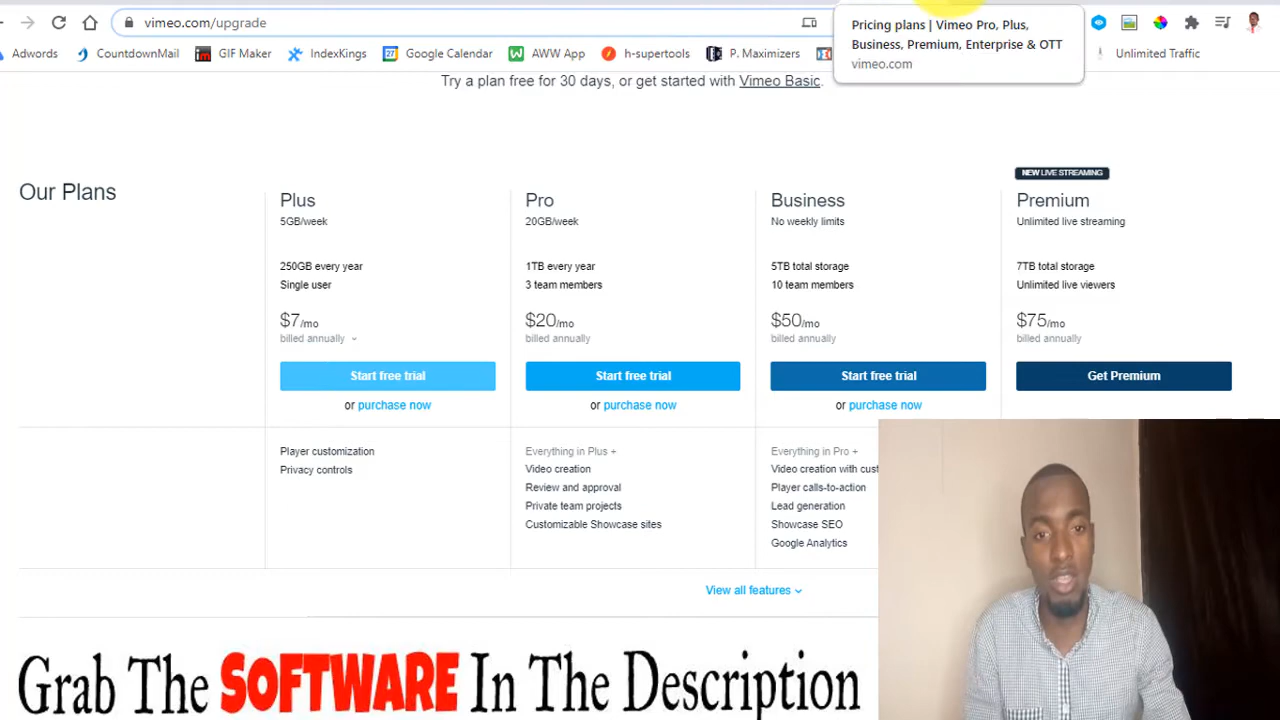 vimeo.com/upgrade
Pricing plans | Vimeo Pro, Plus,
Business, Premium, Enterprise & OTT
vimeo.com
Adwords
CountdownMail
GIF Maker
IndexKings
Google Calendar
AWW App
h-supertools
P. Maximizers
Unlimited Traffic
Try a plan free for 30 days, or get started with Vimeo Basic.
NEW LIVE STREAMING
Our Plans
Plus
Pro
Business
Premium
5GB/week
20GB/week
No weekly limits
Unlimited live streaming
250GB every year
1TB every year
5TB total storage
7TB total storage
Single user
3 team members
10 team members
Unlimited live viewers
$7/mo
$20/mo
$50/mo
$75/mo
billed annually
billed annually
billed annually
billed annually
Start free trial
Start free trial
Start free trial
Get Premium
or purchase now
or purchase now
or purchase now
Player customization
Privacy controls
Everything in Plus +
Video creation
Review and approval
Private team projects
Customizable Showcase sites
Everything in Pro +
Video creation with cust
Player calls-to-action
Lead generation
Showcase SEO
Google Analytics
View all features
Grab The SOFTWARE In The Description